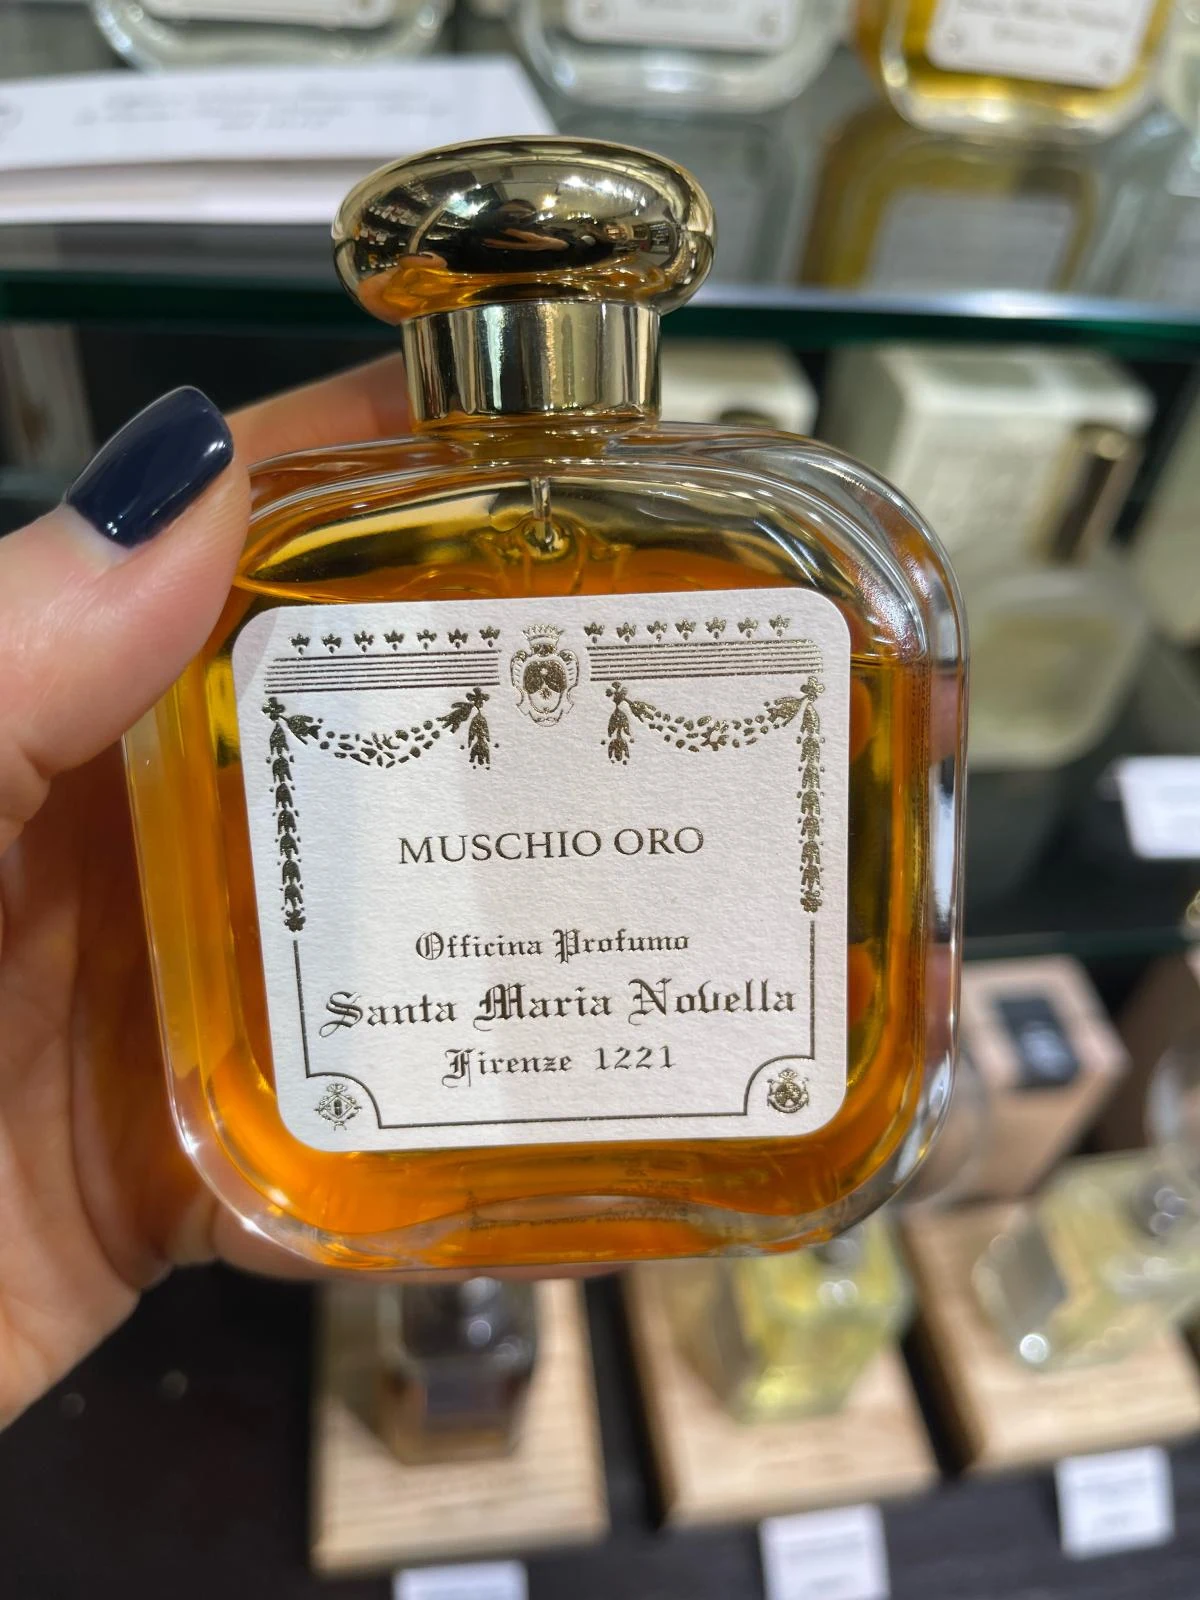 MUSCHIO ORO
Officina Profumo
Santa Maria Novella
Firenze 1221